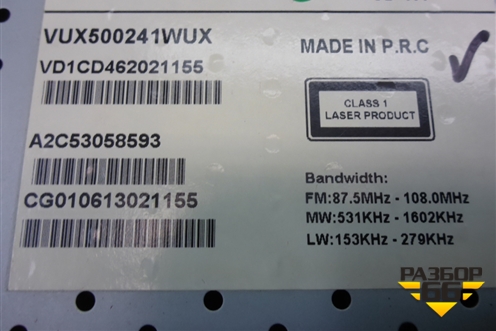 VUX500241WUX
VD1CD462021155
A2C53058593
CG010613021155
MADE IN P.R.C
CLASS 1
LASER PRODUCT
Bandwidth:
FM:87.5MHz - 108.0MHz
MW:531KHz - 1602KHz
LW:153KHz - 279KHz
РАЗБОР
66